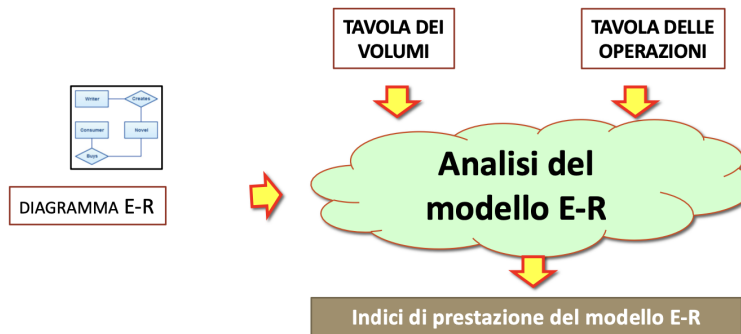 TAVOLA DEI
VOLUMI
TAVOLA DELLE
OPERAZIONI
Writer
Creates
Consumer
Novel
Buys
DIAGRAMMA E-R
Analisi del
modello E-R
Indici di prestazione del modello E-R